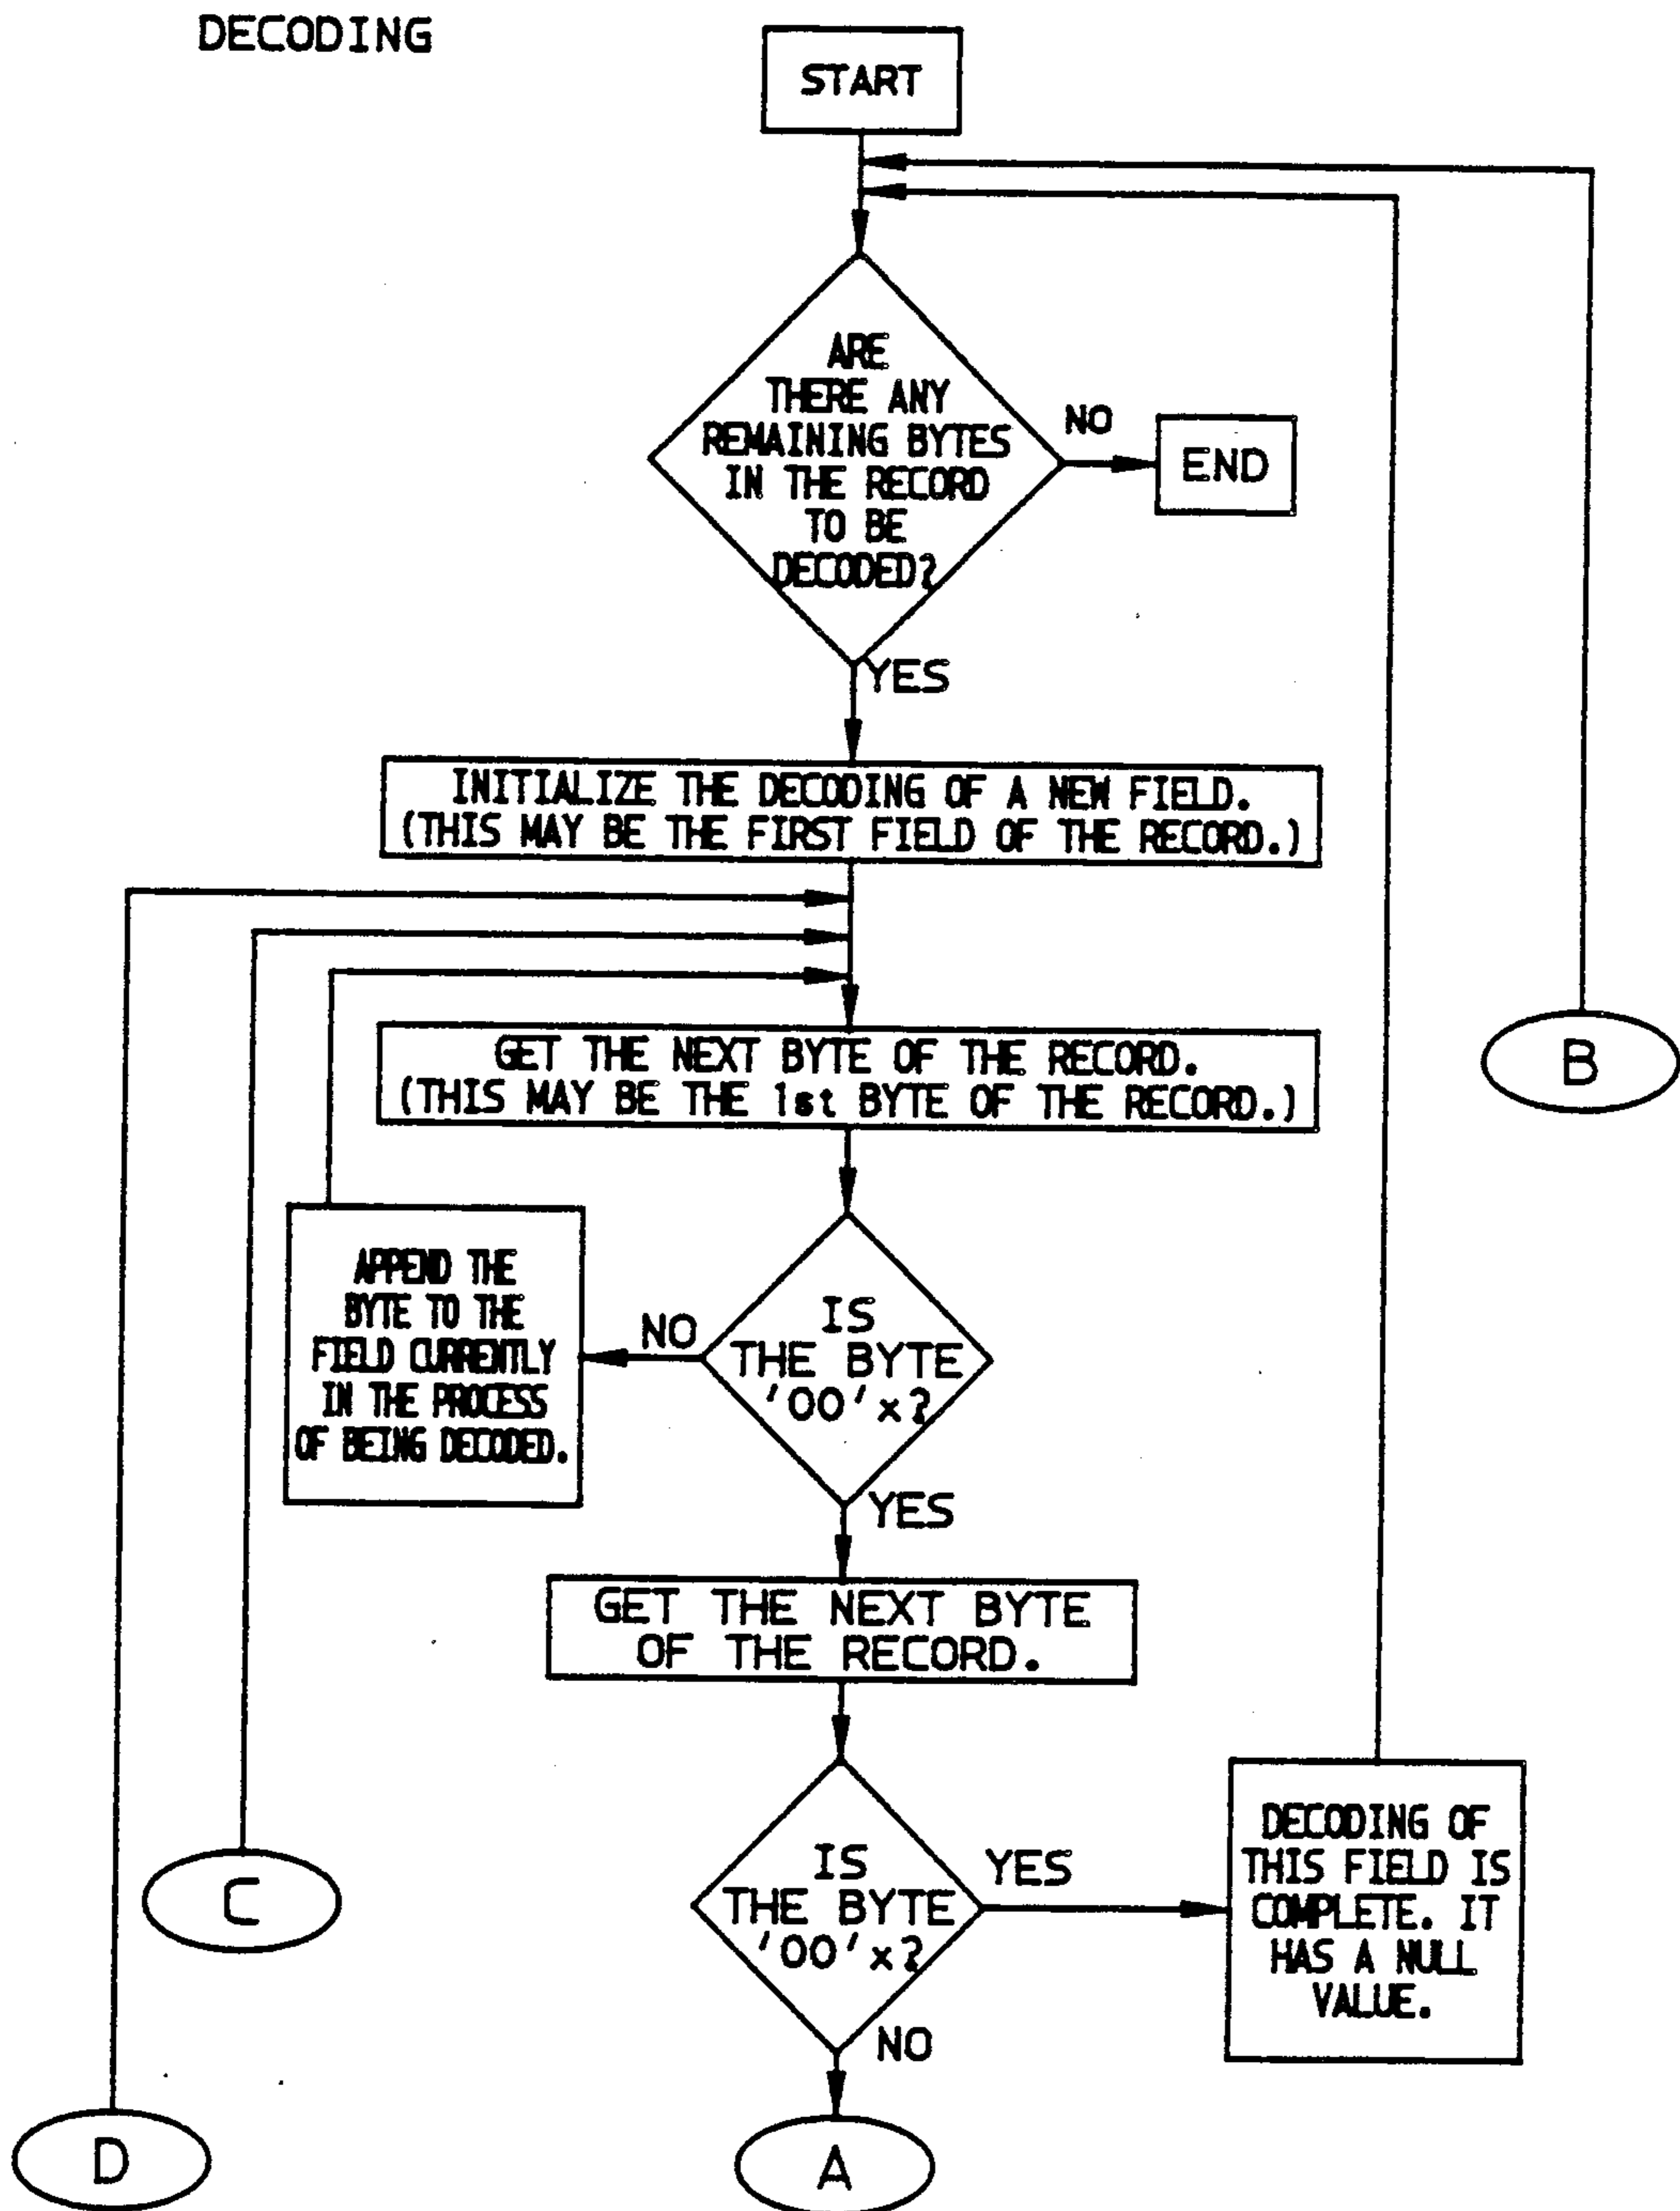 DECODING
START
ARE
THERE ANY
REMAINING BYTES
IN THE RECORD
TO BE
DECODED?
NO
END
YES
INITIALIZE THE DECODING OF A NEW FIELD.
(THIS MAY BE THE FIRST FIELD OF THE RECORD.)
GET THE NEXT BYTE OF THE RECORD.
(THIS MAY BE THE 1st BYTE OF THE RECORD.)
B
APPEND THE
BYTE TO THE
FIELD CURRENTLY
IN THE PROCESS
OF BEING DECODED.
NO
IS
THE BYTE
'00'x?
YES
GET THE NEXT BYTE
OF THE RECORD.
C
IS
THE BYTE
'00'x?
YES
DECODING OF
THIS FIELD IS
COMPLETE. IT
HAS A NULL
VALUE.
NO
D
A